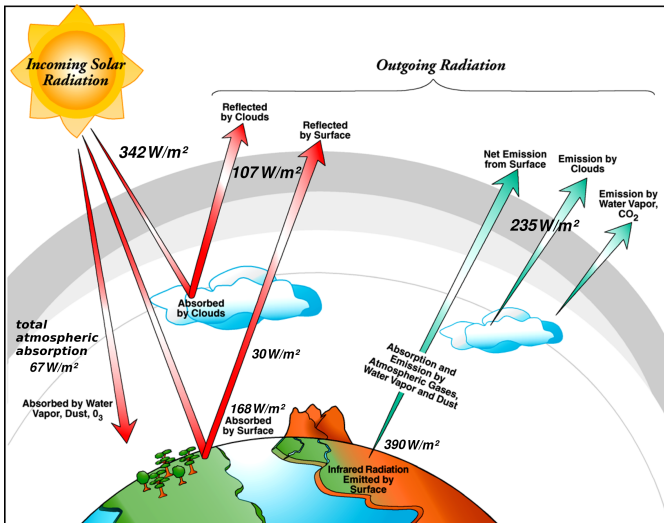 Incoming Solar
Radiation
Outgoing Radiation
Reflected
by Clouds
Reflected
by Surface
342 W/m²
107 W/m²
Net Emission
from Surface
Emission by
Clouds
Emission by
Water Vapor,
CO₂
235 W/m²
Absorbed
by Clouds
total
atmospheric
absorption
67 W/m²
30 W/m²
Absorption and
Emission by
Atmospheric Gases,
Water Vapor and Dust
Absorbed by Water
Vapor, Dust, 0₃
168 W/m²
Absorbed
by Surface
390 W/m²
Infrared Radiation
Emitted by
Surface